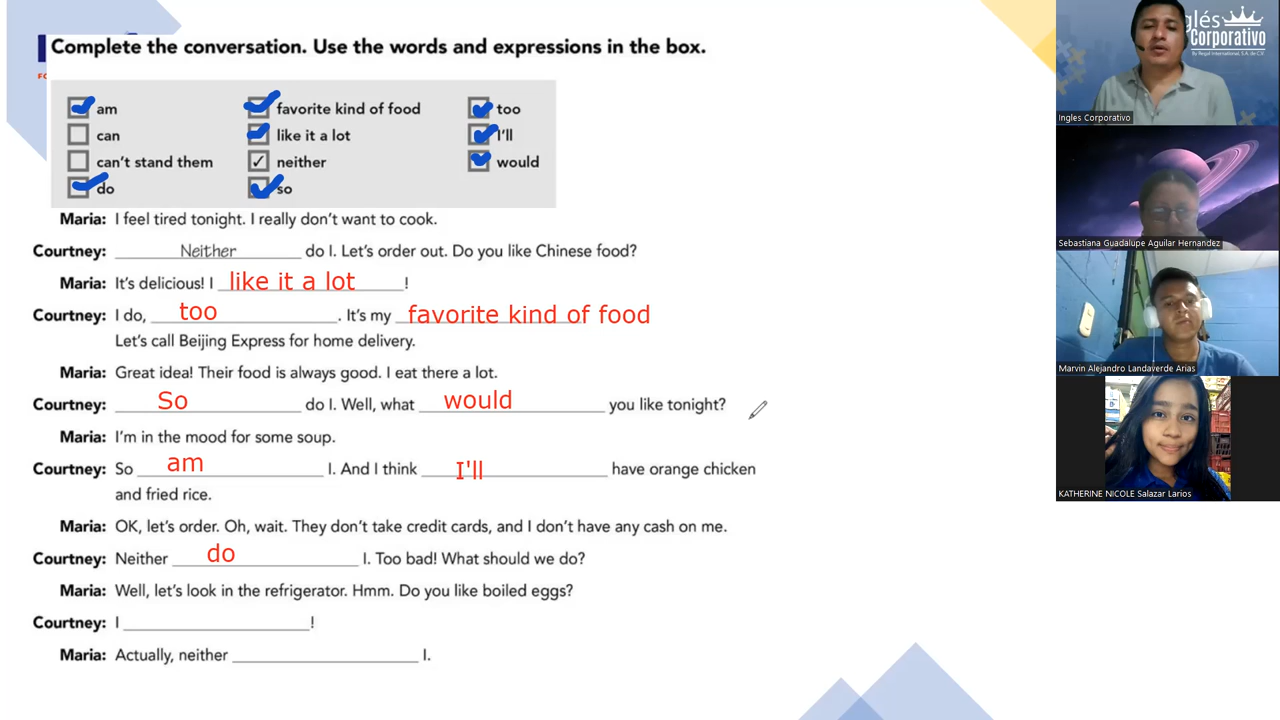 Complete the conversation. Use the words and expressions in the box.
am favorite kind of food too
can like it a lot I'll
can't stand them neither would
do so
Maria: I feel tired tonight. I really don't want to cook.
Courtney: Neither do I. Let's order out. Do you like Chinese food?
Maria: It's delicious! I like it a lot !
Courtney: I do, too . It's my favorite kind of food
Let's call Beijing Express for home delivery.
Maria: Great idea! Their food is always good. I eat there a lot.
Courtney: So do I. Well, what would you like tonight?
Maria: I'm in the mood for some soup.
Courtney: So am I. And I think I'll have orange chicken
and fried rice.
Maria: OK, let's order. Oh, wait. They don't take credit cards, and I don't have any cash on me.
Courtney: Neither do I. Too bad! What should we do?
Maria: Well, let's look in the refrigerator. Hmm. Do you like boiled eggs?
Courtney: I !
Maria: Actually, neither I.
glés
Corporativo
By Regal International, S.A. de C.V.
Ingles Corporativo
Sebastiana Guadalupe Aguilar Hernandez
Marvin Alejandro Landaverde Arias
KATHERINE NICOLE Salazar Larios